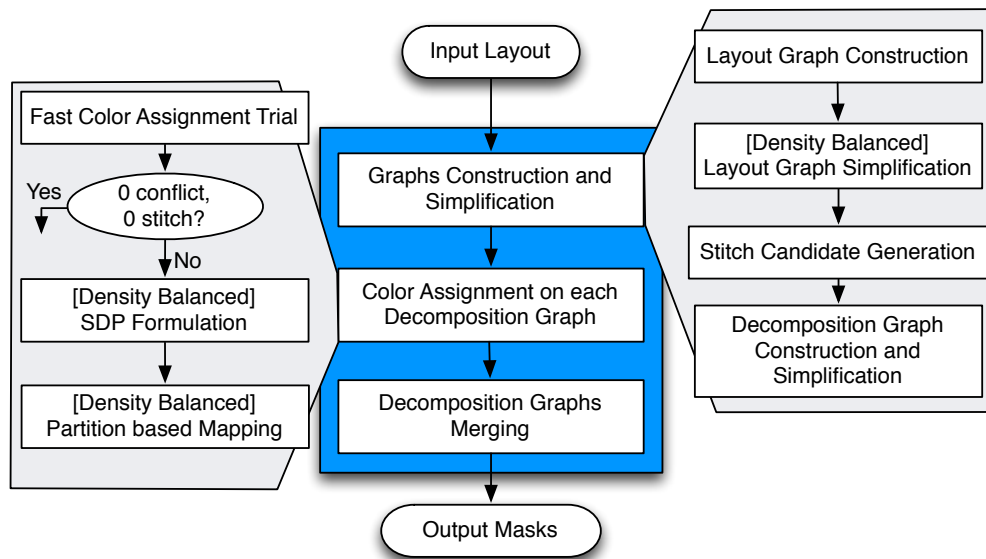 Input Layout
Graphs Construction and
Simplification
Color Assignment on each
Decomposition Graph
Decomposition Graphs
Merging
Output Masks
Fast Color Assignment Trial
Yes
0 conflict,
0 stitch?
No
[Density Balanced]
SDP Formulation
[Density Balanced]
Partition based Mapping
Layout Graph Construction
[Density Balanced]
Layout Graph Simplification
Stitch Candidate Generation
Decomposition Graph
Construction and
Simplification